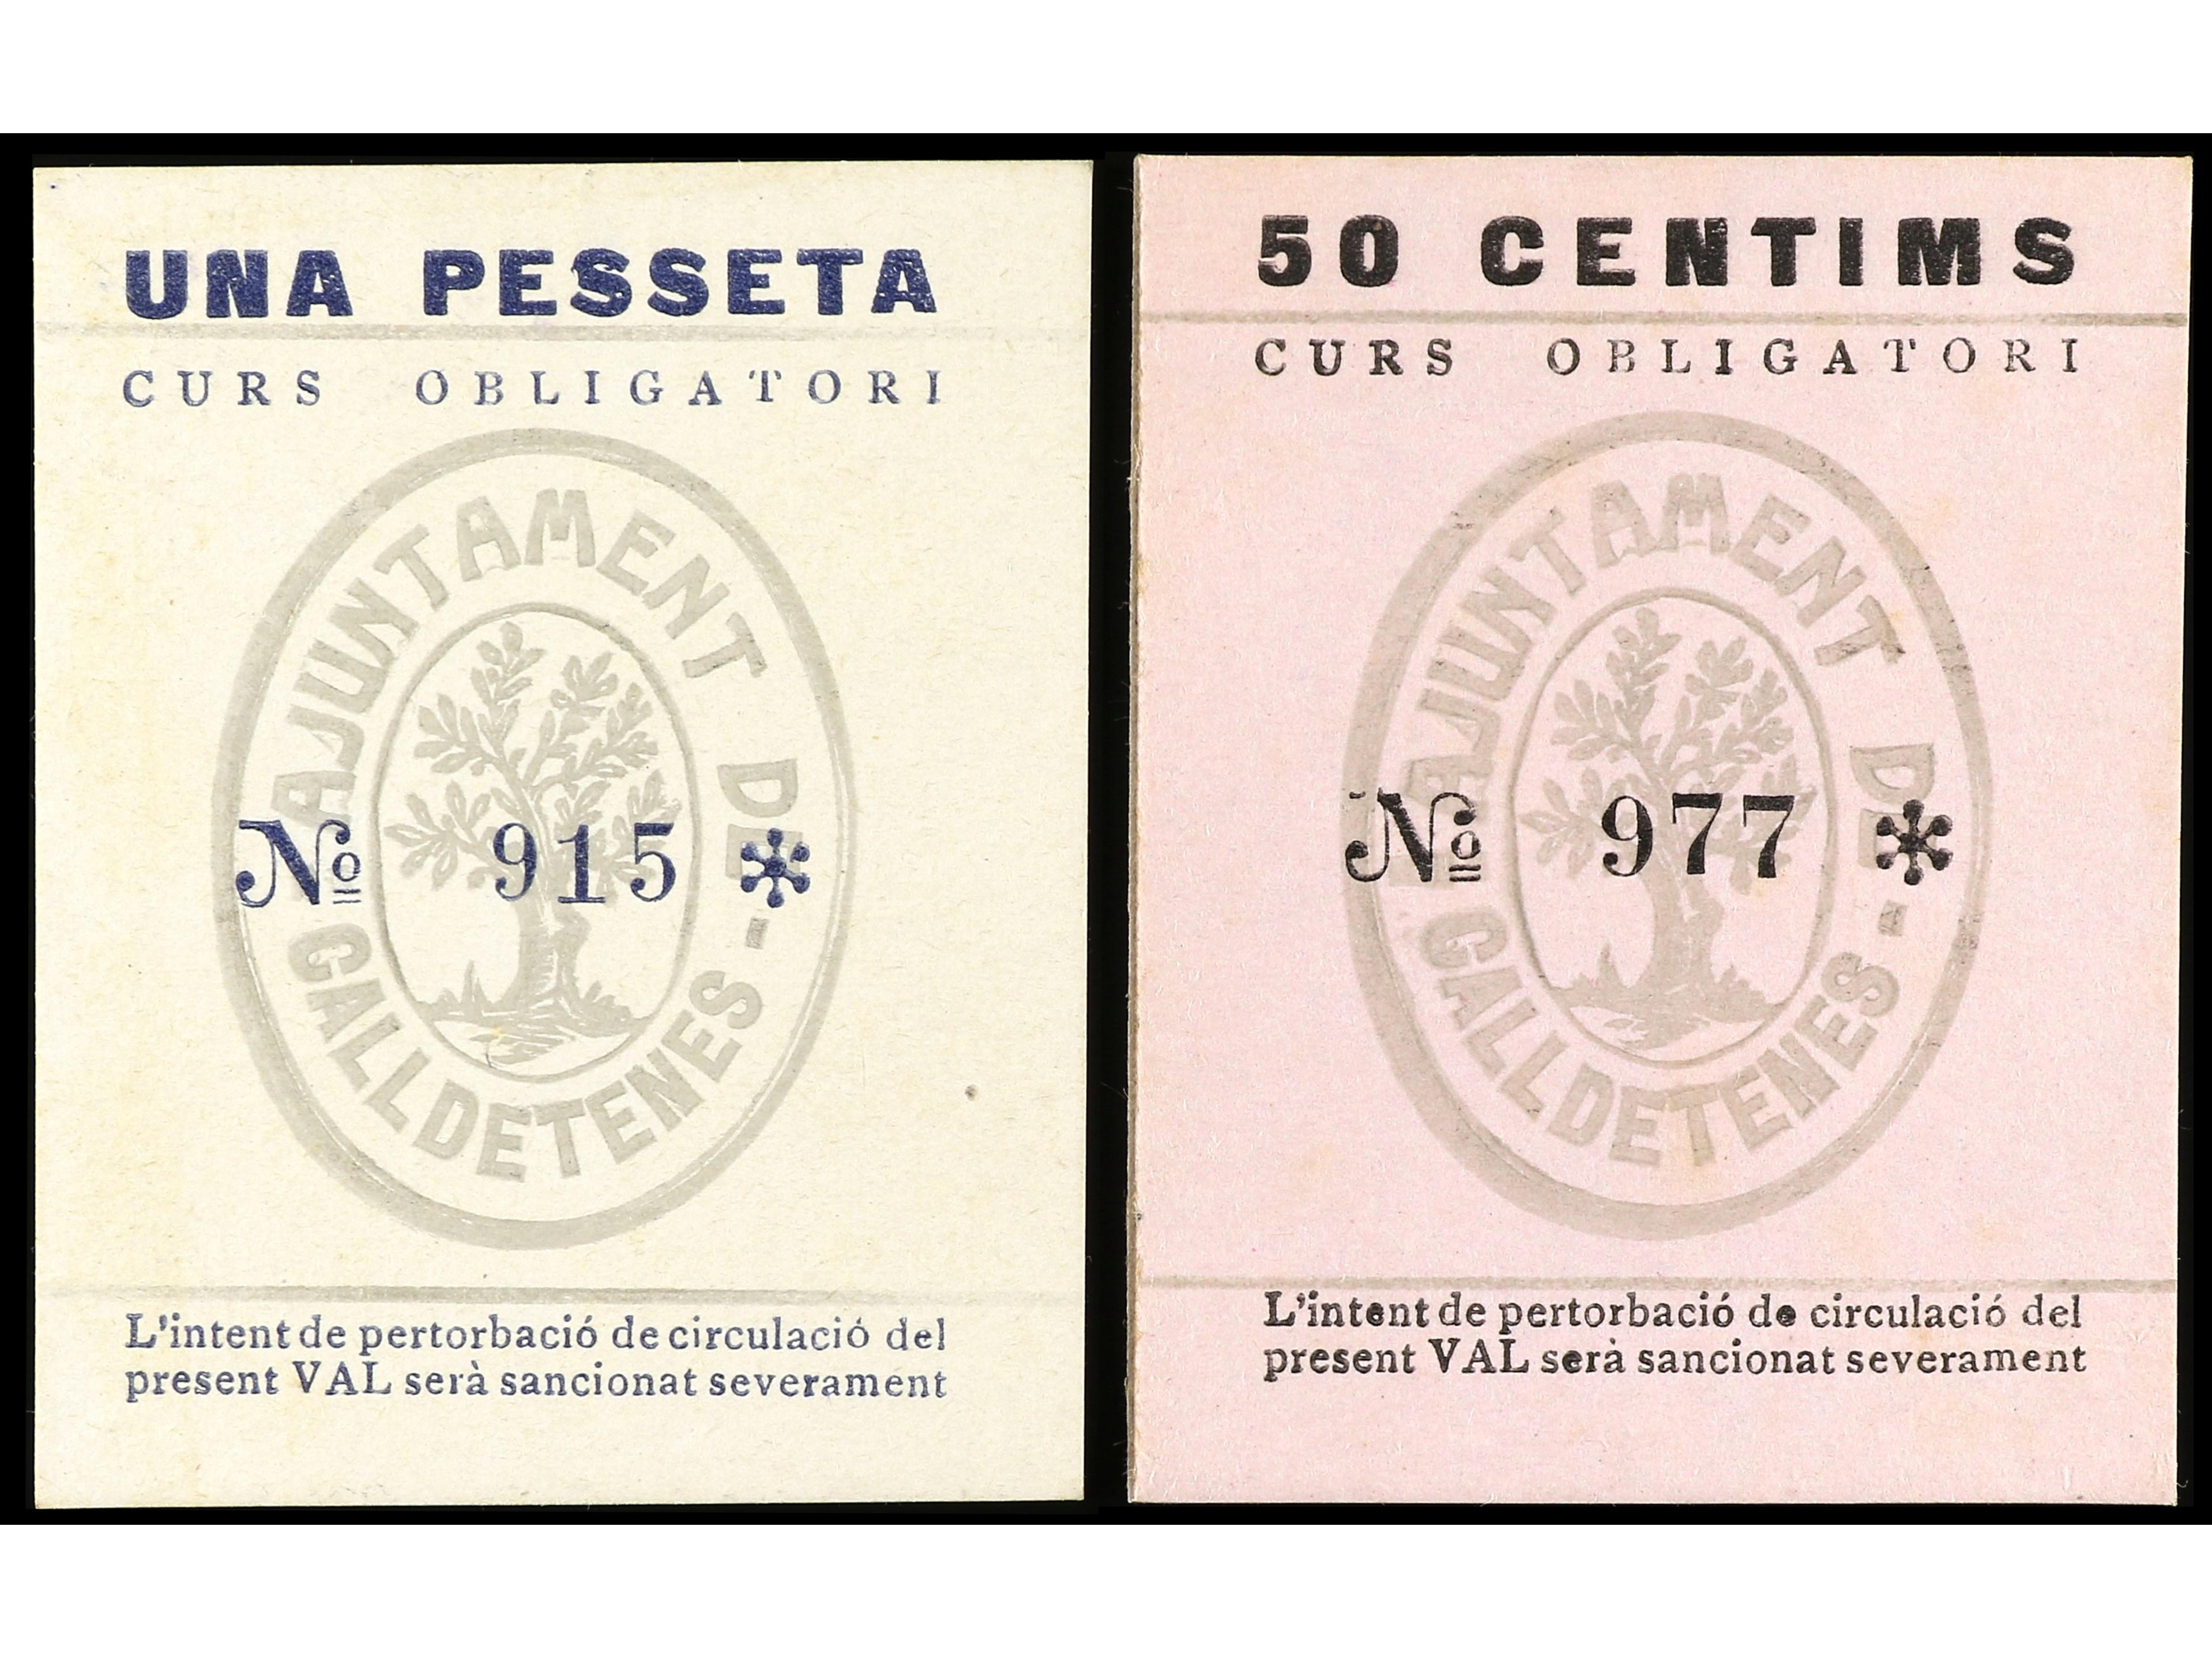 UNA PESSETA
CURS OBLIGATORI
AJUNTAMENT DE
CALLDETENES -
Nº 915 *
L'intent de pertorbació de circulació del
present VAL serà sancionat severament
50 CENTIMS
CURS OBLIGATORI
AJUNTAMENT DE
CALLDETENES -
Nº 977 *
L'intent de pertorbació de circulació del
present VAL serà sancionat severament